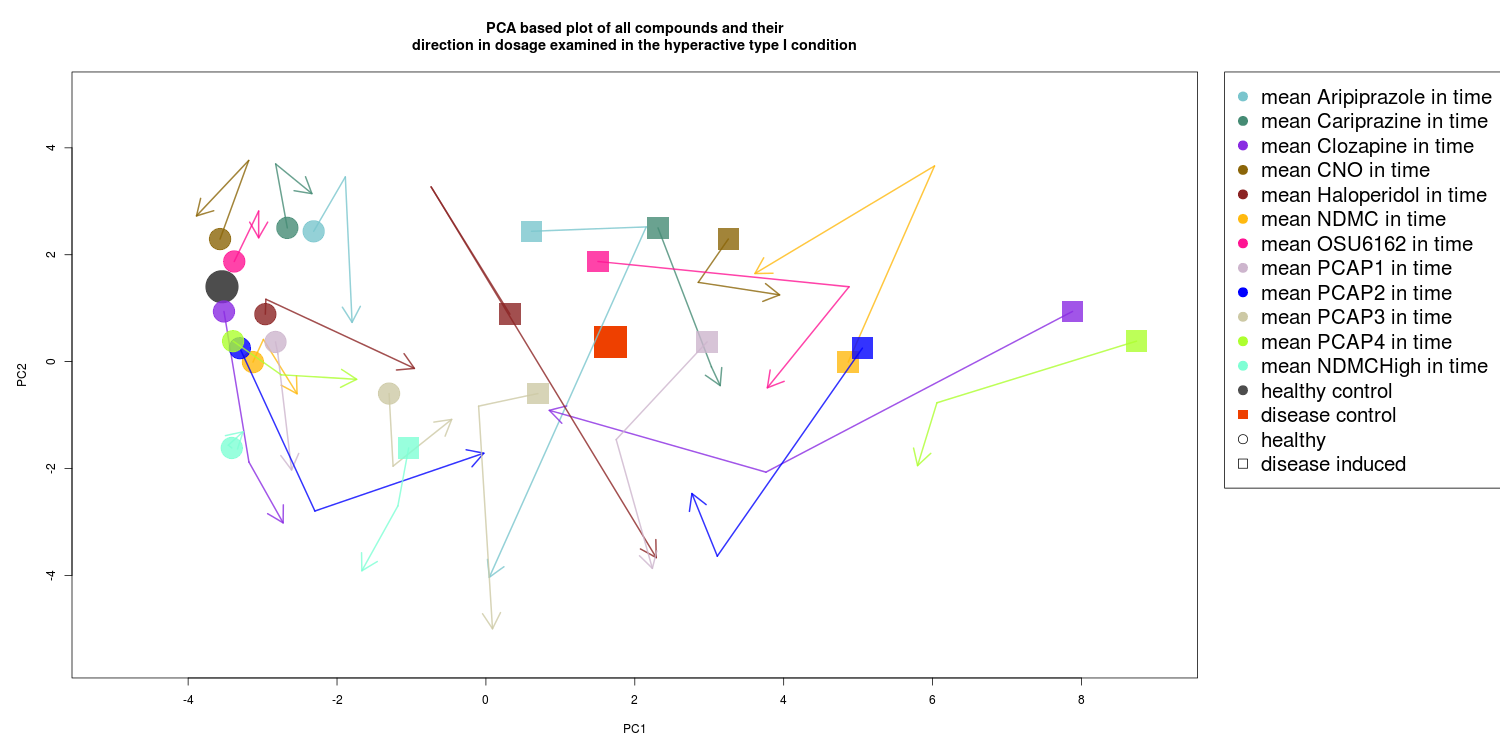 PCA based plot of all compounds and their
direction in dosage examined in the hyperactive type I condition
mean Aripiprazole in time
mean Cariprazine in time
mean Clozapine in time
mean CNO in time
mean Haloperidol in time
mean NDMC in time
mean OSU6162 in time
mean PCAP1 in time
mean PCAP2 in time
mean PCAP3 in time
mean PCAP4 in time
mean NDMCHigh in time
healthy control
disease control
healthy
disease induced
PC2
4
2
0
-2
-4
-4
-2
0
2
4
6
8
PC1